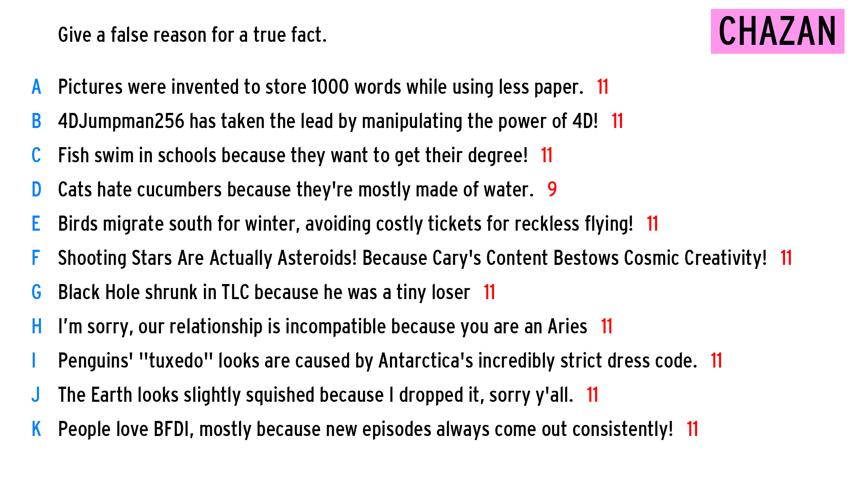 Give a false reason for a true fact.
CHAZAN
A Pictures were invented to store 1000 words while using less paper. 11
B 4DJumpman256 has taken the lead by manipulating the power of 4D! 11
C Fish swim in schools because they want to get their degree! 11
D Cats hate cucumbers because they're mostly made of water. 9
E Birds migrate south for winter, avoiding costly tickets for reckless flying! 11
F Shooting Stars Are Actually Asteroids! Because Cary's Content Bestows Cosmic Creativity! 11
G Black Hole shrunk in TLC because he was a tiny loser 11
H I'm sorry, our relationship is incompatible because you are an Aries 11
I Penguins' "tuxedo" looks are caused by Antarctica's incredibly strict dress code. 11
J The Earth looks slightly squished because I dropped it, sorry y'all. 11
K People love BFDI, mostly because new episodes always come out consistently! 11